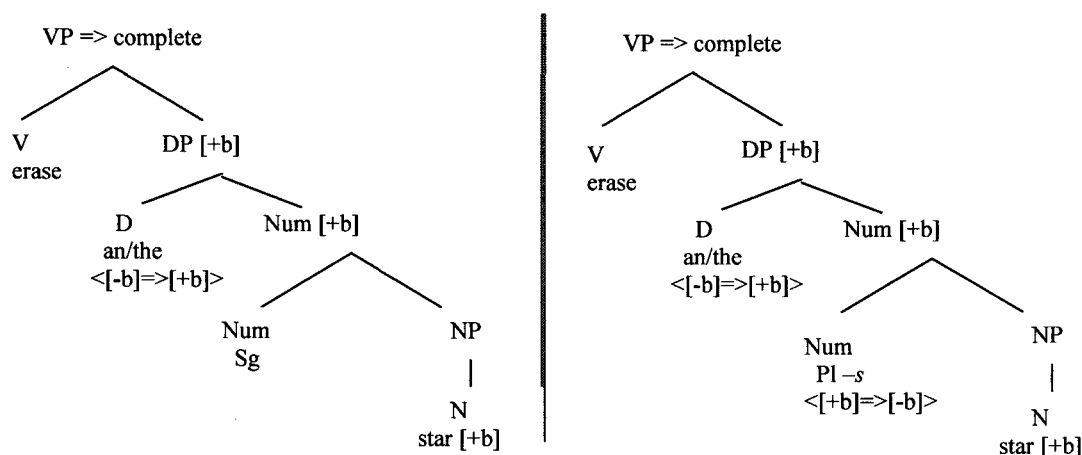 VP => complete
V
erase
DP [+b]
D
an/the
<[-b]=>[+b]>
Num [+b]
Num
Sg
NP
N
star [+b]
VP => complete
V
erase
DP [+b]
D
an/the
<[-b]=>[+b]>
Num [+b]
Num
Pl –s
<[+b]=>[-b]>
NP
N
star [+b]